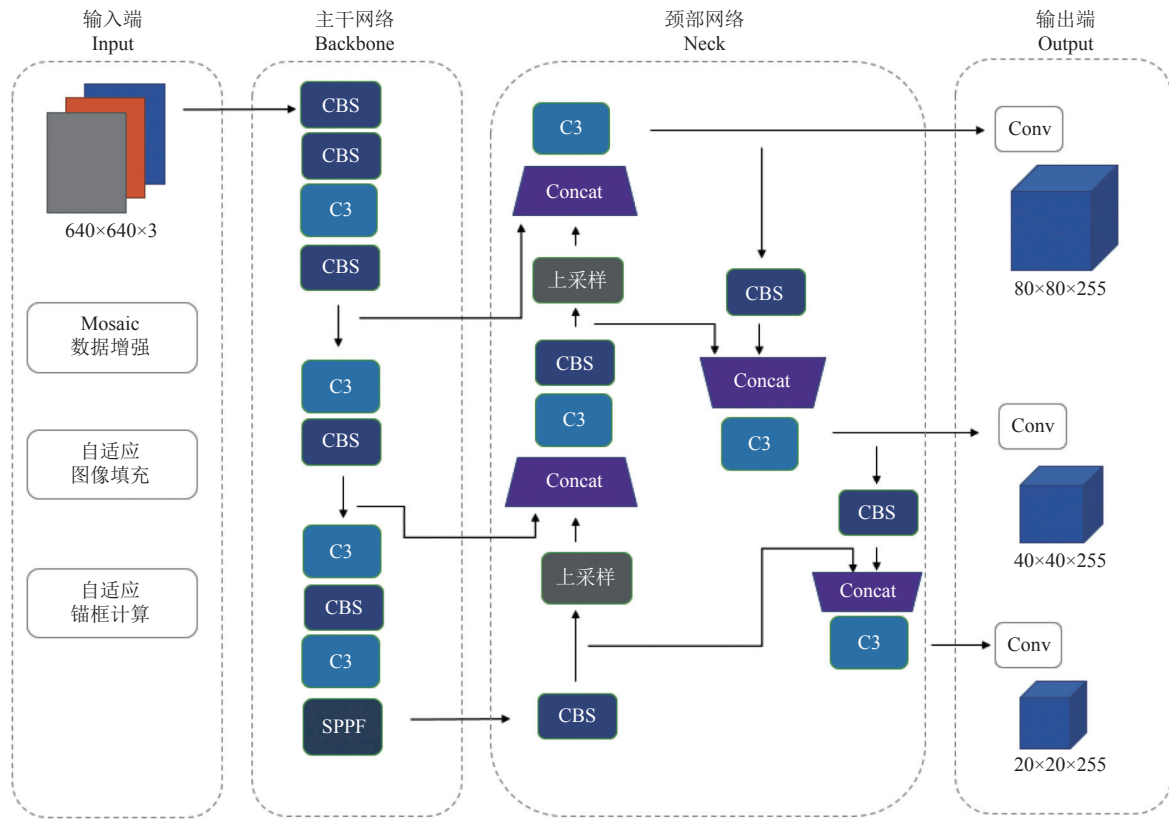 输入端
Input
640×640×3
Mosaic
数据增强
自适应
图像填充
自适应
锚框计算
主干网络
Backbone
CBS
CBS
C3
CBS
C3
CBS
C3
CBS
C3
SPPF
颈部网络
Neck
C3
Concat
上采样
CBS
C3
Concat
上采样
CBS
CBS
Concat
C3
CBS
Concat
C3
输出端
Output
Conv
80×80×255
Conv
40×40×255
Conv
20×20×255